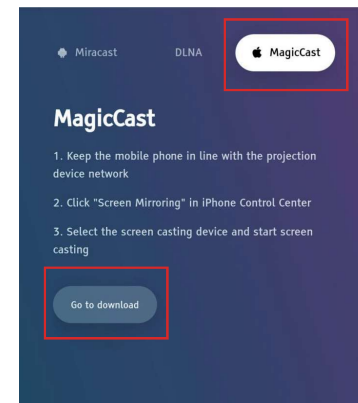 Miracast DLNA MagicCast
MagicCast
1. Keep the mobile phone in line with the projection
device network
2. Click "Screen Mirroring" in iPhone Control Center
3. Select the screen casting device and start screen
casting
Go to download